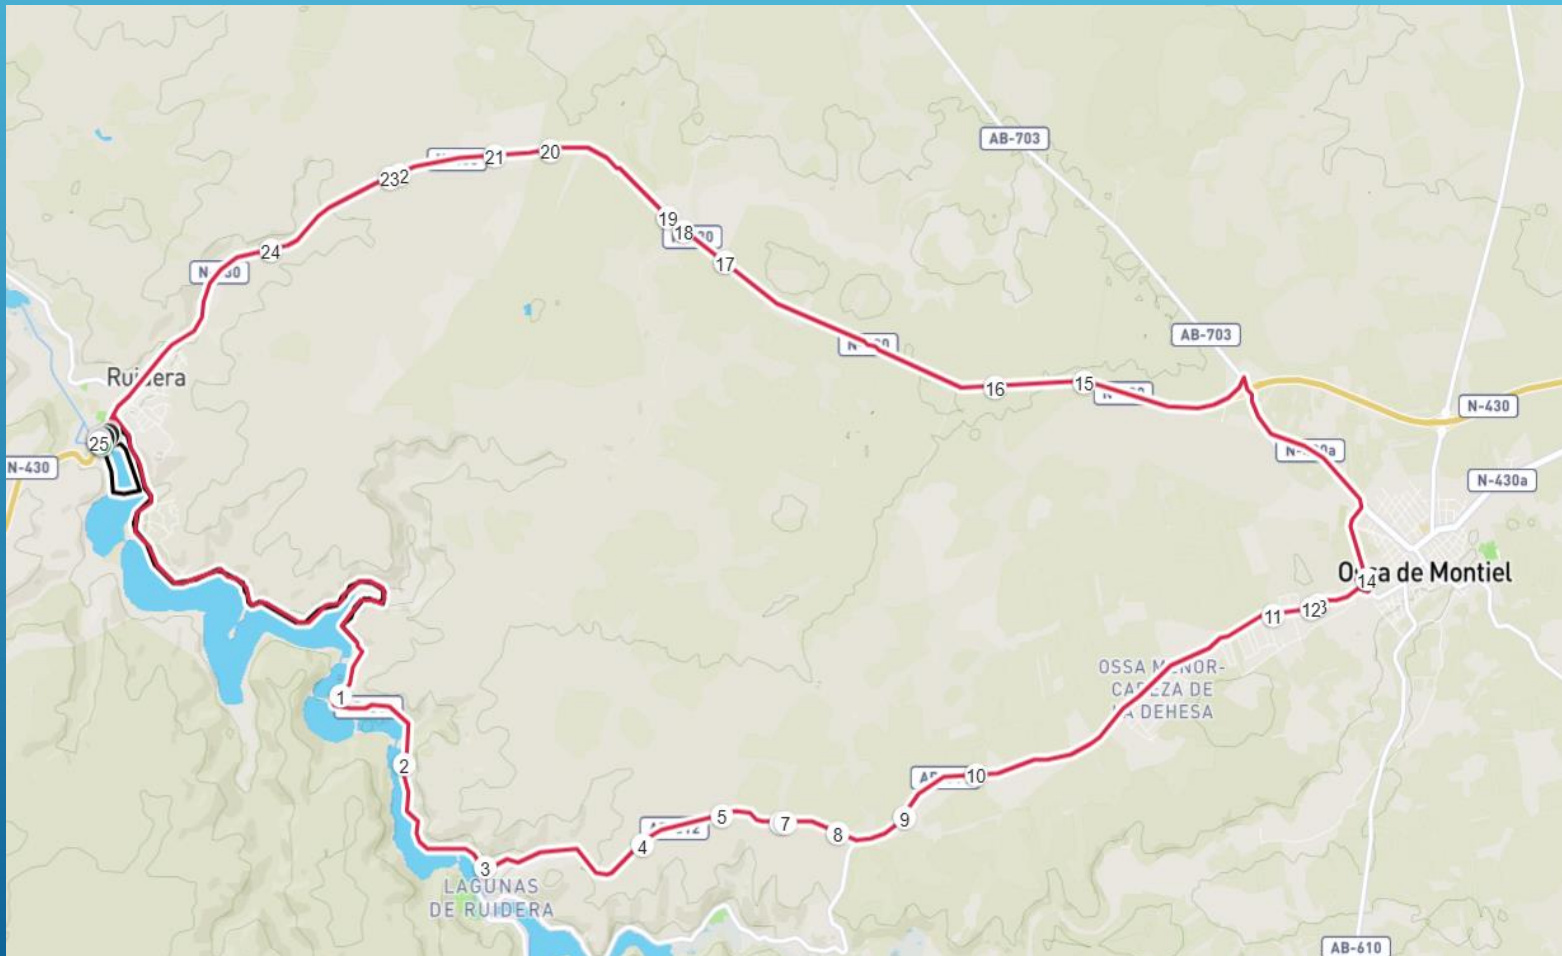 AB-703
20
21
23
24
19
18
17
AB-703
Ruidera
16
15
N-430
25
N-430
N-430a
Ossa de Montiel
14
12
11
OSSA MENOR-
CABEZA DE
LA DEHESA
1
2
10
5
7
9
8
4
3
LAGUNAS
DE RUIDERA
AB-610